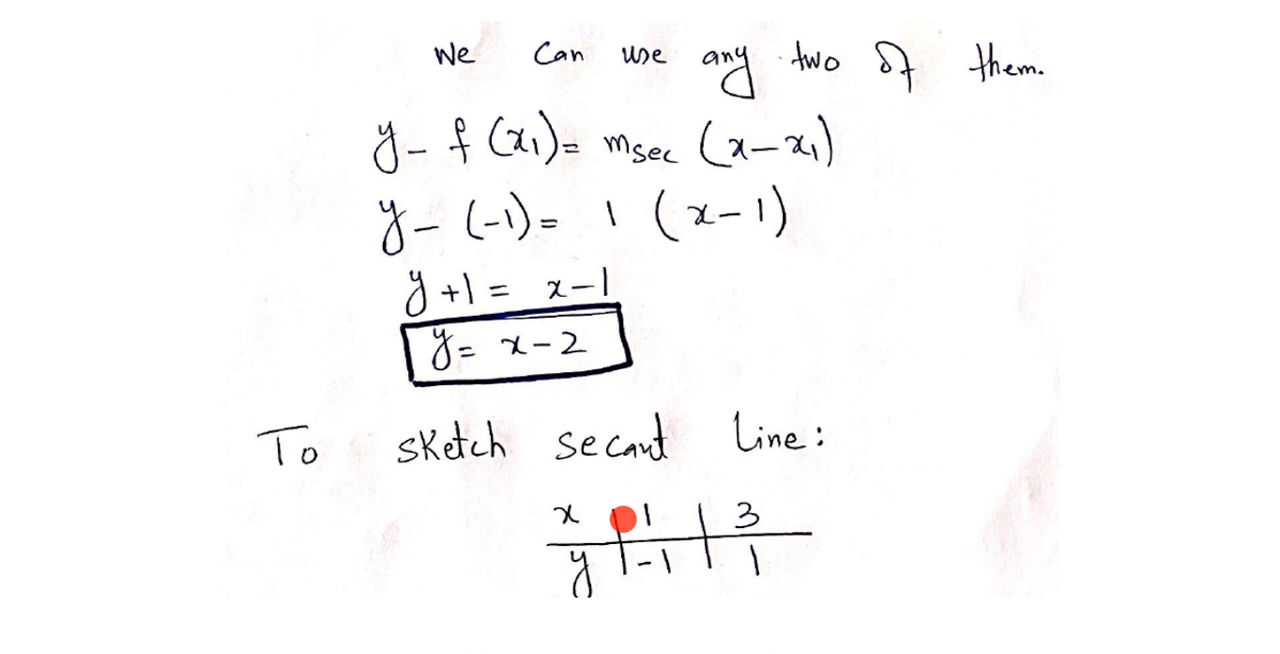 We can use any two of them.
y - f(x₁) = msec (x - x₁)
y - (-1) = 1 (x - 1)
y + 1 = x - 1
y = x - 2
To sketch secant line:
x | 1 | 3
y | -1 | 1